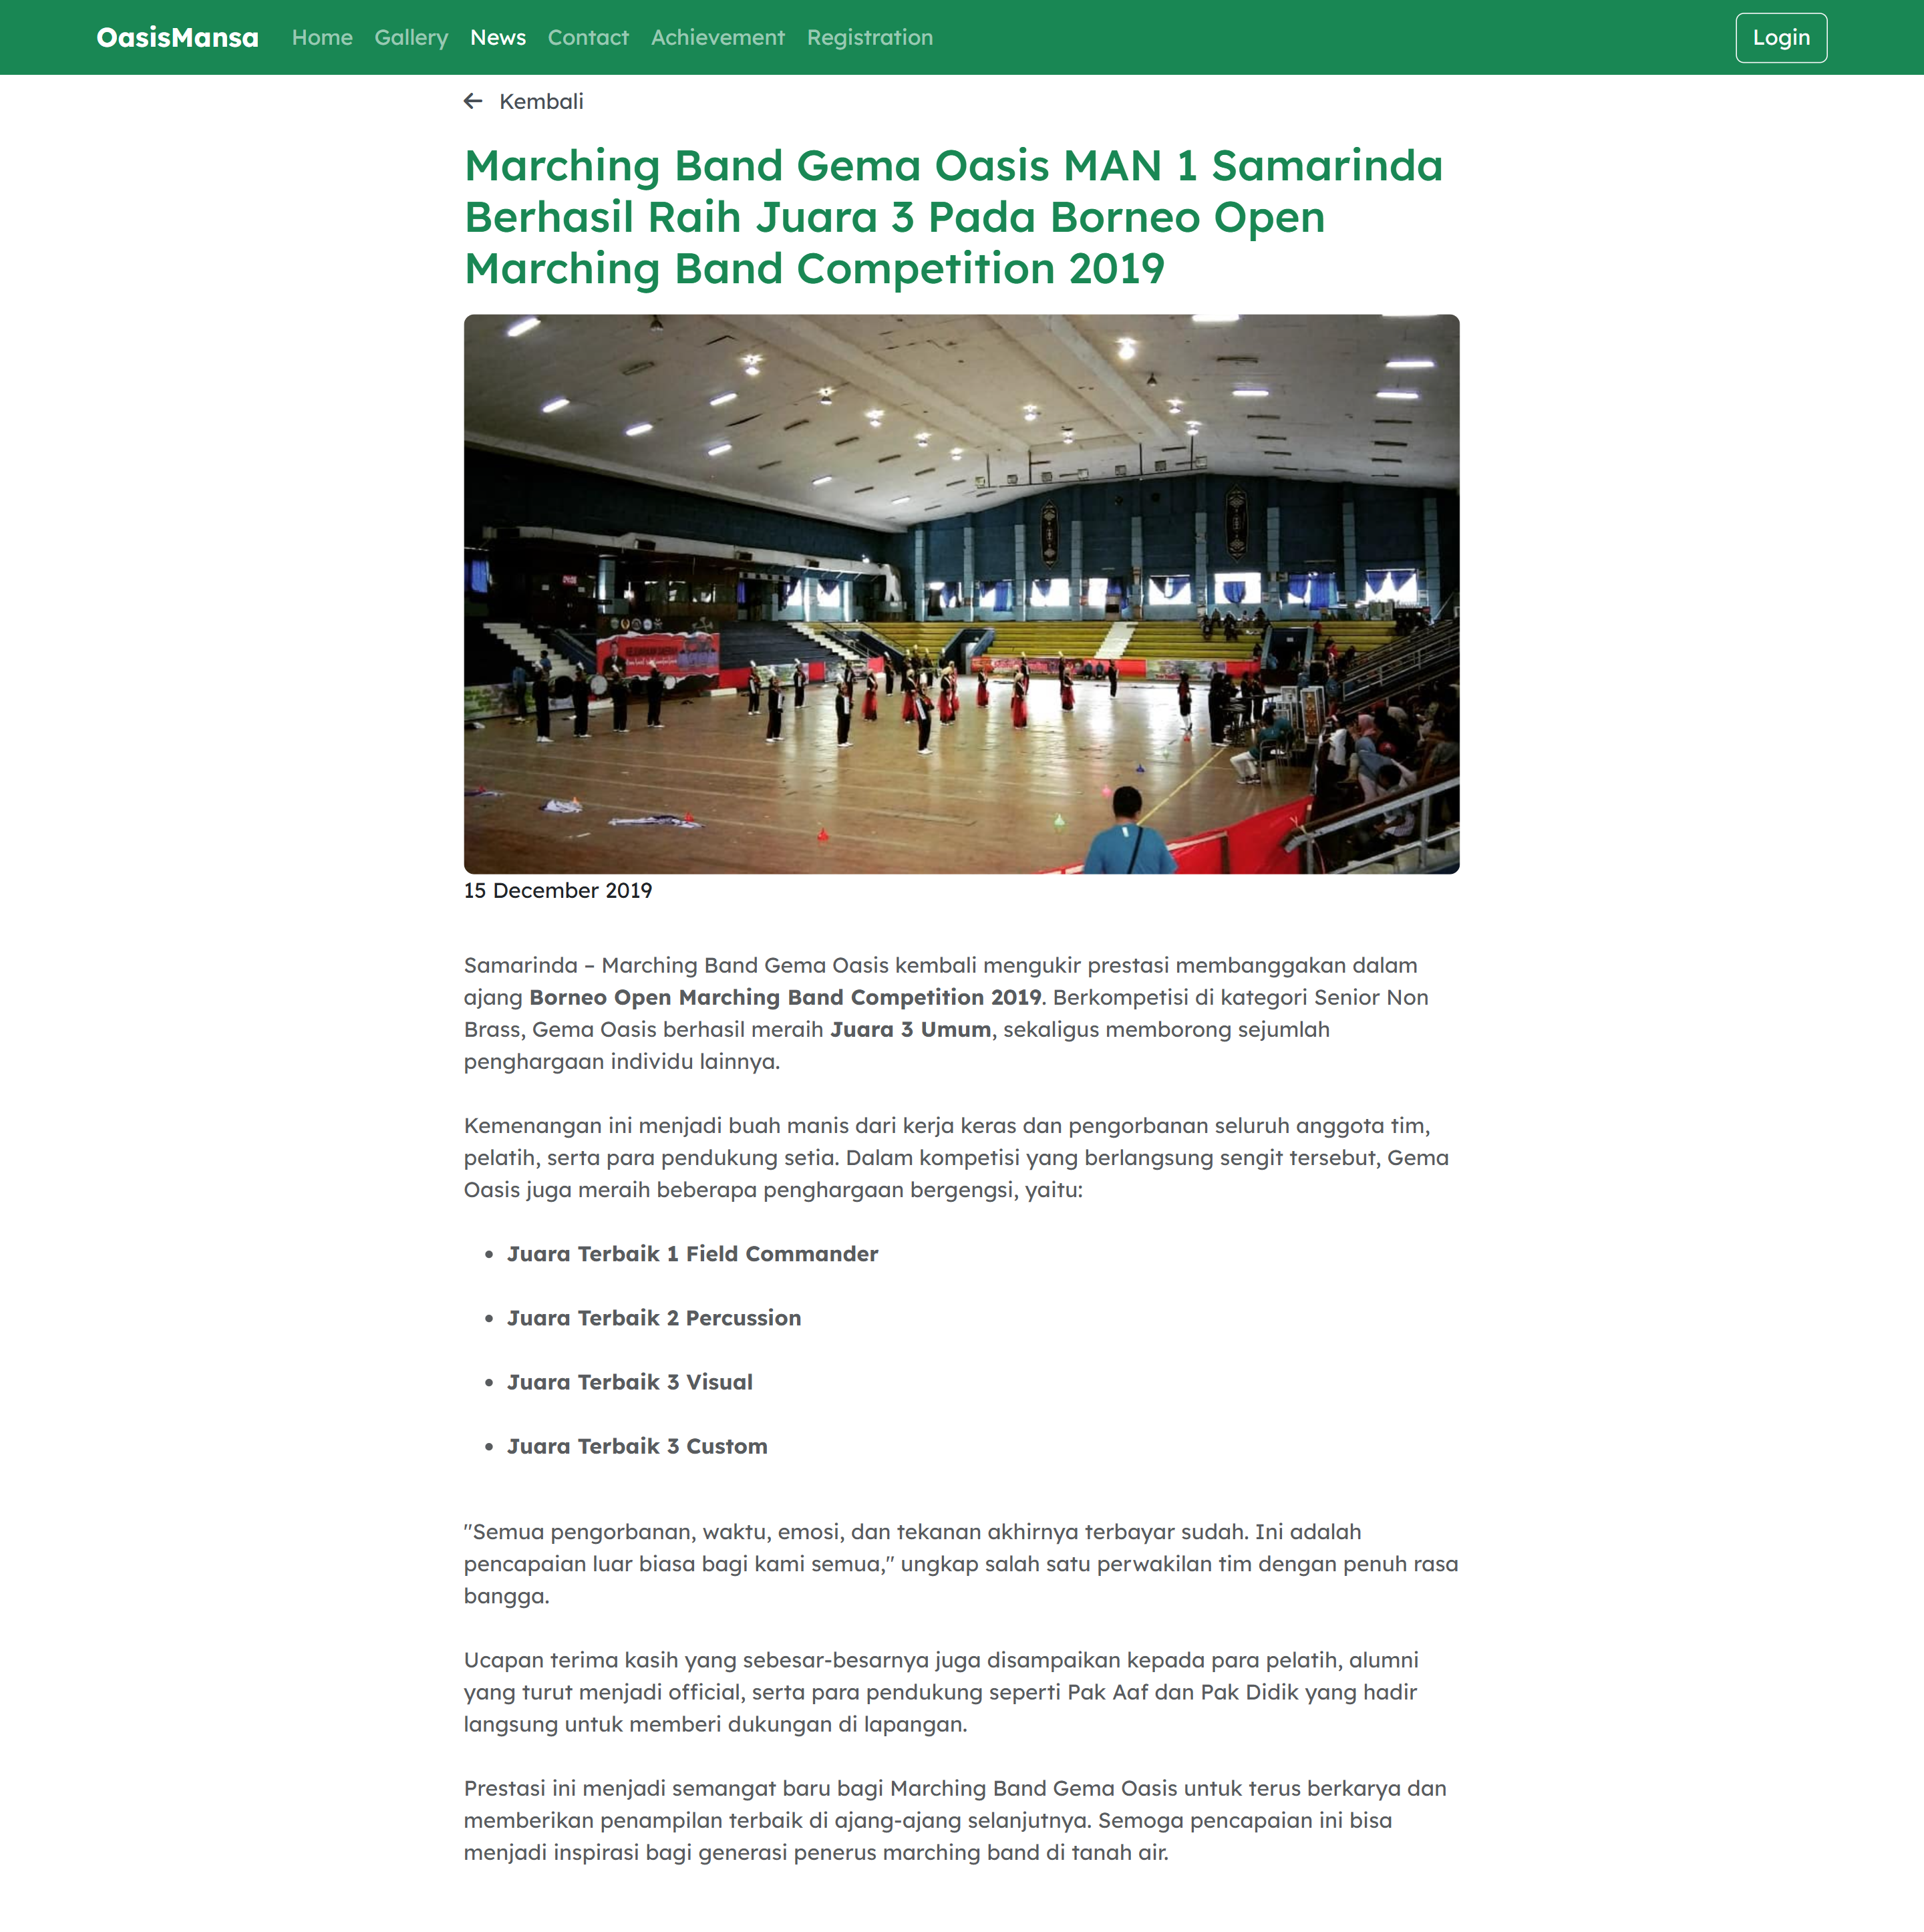 OasisMansa Home Gallery News Contact Achievement Registration Login
← Kembali
Marching Band Gema Oasis MAN 1 Samarinda
Berhasil Raih Juara 3 Pada Borneo Open
Marching Band Competition 2019
15 December 2019
Samarinda – Marching Band Gema Oasis kembali mengukir prestasi membanggakan dalam
ajang Borneo Open Marching Band Competition 2019. Berkompetisi di kategori Senior Non
Brass, Gema Oasis berhasil meraih Juara 3 Umum, sekaligus memborong sejumlah
penghargaan individu lainnya.
Kemenangan ini menjadi buah manis dari kerja keras dan pengorbanan seluruh anggota tim,
pelatih, serta para pendukung setia. Dalam kompetisi yang berlangsung sengit tersebut, Gema
Oasis juga meraih beberapa penghargaan bergengsi, yaitu:
• Juara Terbaik 1 Field Commander
• Juara Terbaik 2 Percussion
• Juara Terbaik 3 Visual
• Juara Terbaik 3 Custom
"Semua pengorbanan, waktu, emosi, dan tekanan akhirnya terbayar sudah. Ini adalah
pencapaian luar biasa bagi kami semua," ungkap salah satu perwakilan tim dengan penuh rasa
bangga.
Ucapan terima kasih yang sebesar-besarnya juga disampaikan kepada para pelatih, alumni
yang turut menjadi official, serta para pendukung seperti Pak Aaf dan Pak Didik yang hadir
langsung untuk memberi dukungan di lapangan.
Prestasi ini menjadi semangat baru bagi Marching Band Gema Oasis untuk terus berkarya dan
memberikan penampilan terbaik di ajang-ajang selanjutnya. Semoga pencapaian ini bisa
menjadi inspirasi bagi generasi penerus marching band di tanah air.